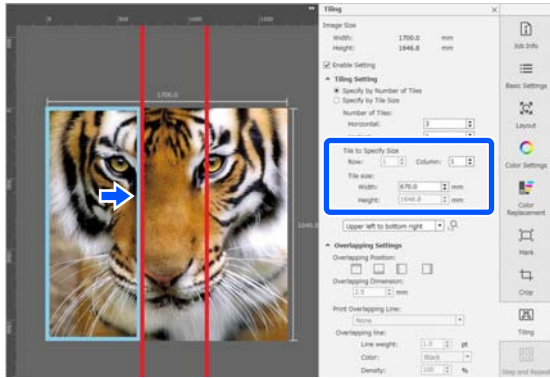 Tiling
Image Size
Width: 1700.0 mm
Height: 1646.8 mm
Enable Setting
Tiling Setting
Specify by Number of Tiles
Specify by Tile Size
Number of Tiles:
Horizontal: 3
Tile to Specify Size
Row: 1 Column: 1
Tile size:
Width: 670.0 mm
Height: 1646.8 mm
Upper left to bottom right
Overlapping Settings
Overlapping Position:
Overlapping Dimension:
2.5 mm
Print Overlapping Line:
None
Overlapping line:
Line weight: 1.0 pt
Color: Black
Density: 100 %
Job Info
Basic Settings
Layout
Color Settings
Color
Replacement
Mark
Crop
Tiling
Step and Repeat
0 500 1000 1500
1700.0
1646.8